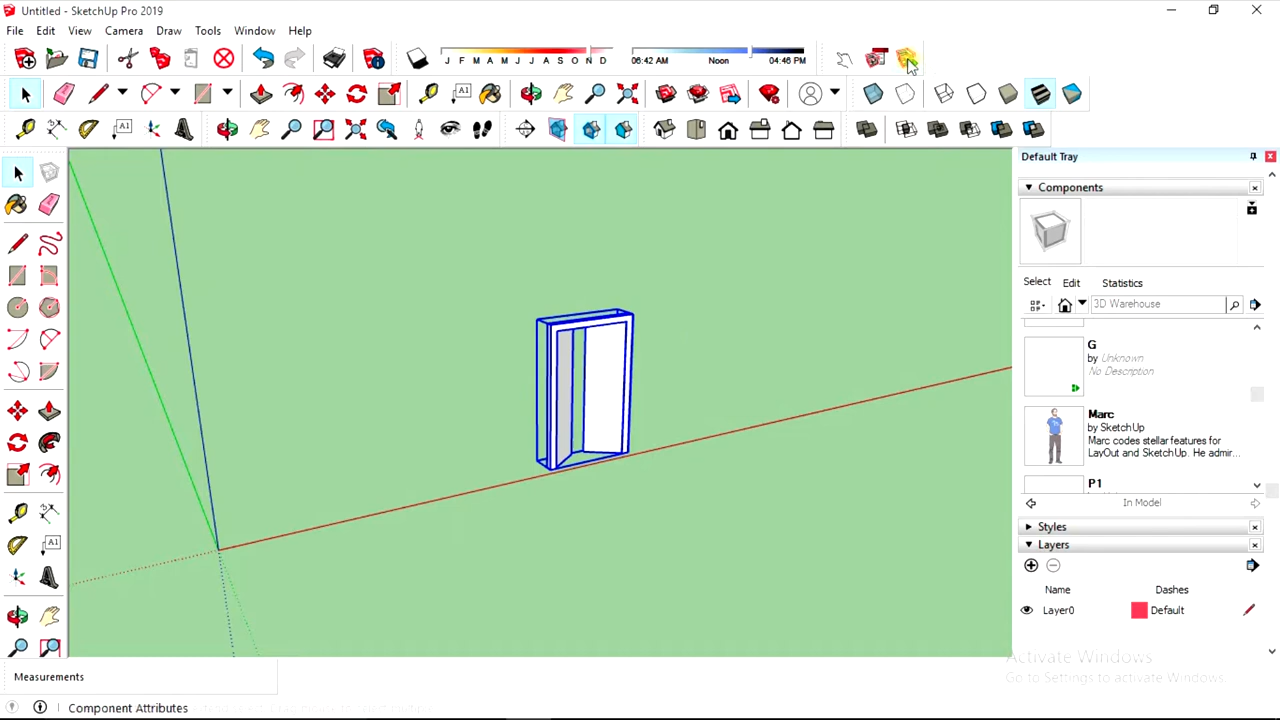 Untitled - SketchUp Pro 2019
File Edit View Camera Draw Tools Window Help
J F M A M J J A S O N D
06:42 AM Noon 04:46 PM
A1
A1
Default Tray
Components
Select Edit Statistics
3D Warehouse
G
by Unknown
No Description
Marc
by SketchUp
Marc codes stellar features for
LayOut and SketchUp. He admir...
P1
In Model
Styles
Layers
Name Dashes
Layer0 Default
A1
Activate Windows
Go to Settings to activate Windows.
Measurements
Component Attributes